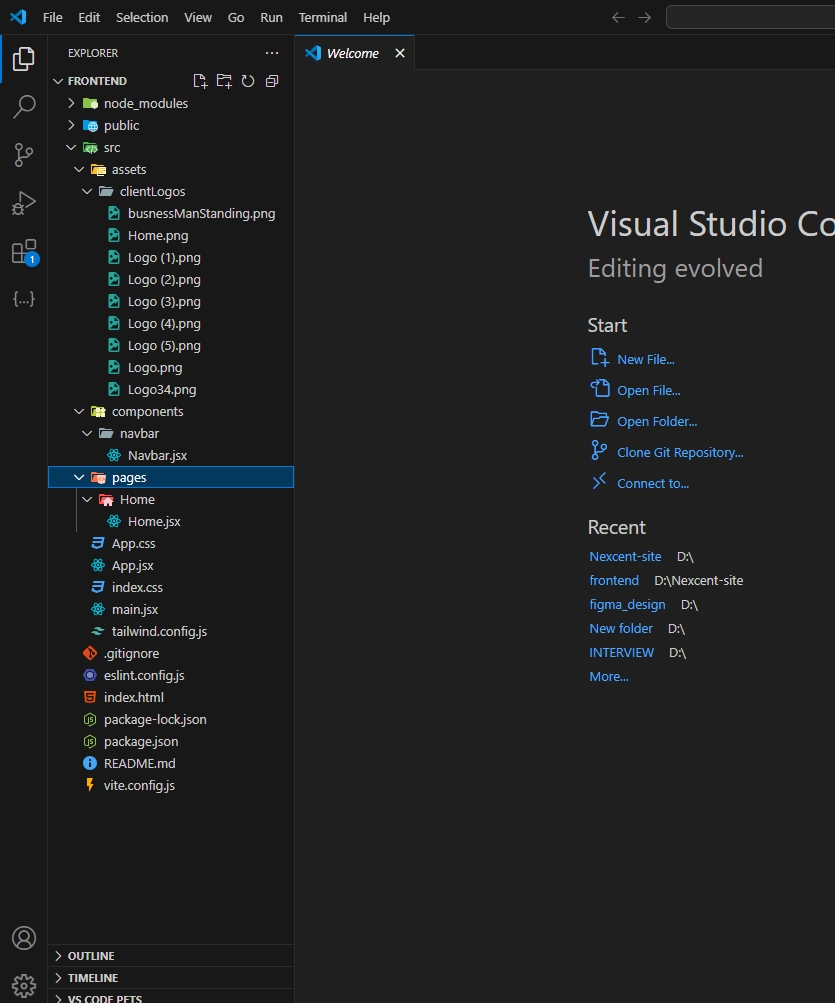 File Edit Selection View Go Run Terminal Help
EXPLORER
Welcome
FRONTEND
node_modules
public
src
assets
clientLogos
busnessManStanding.png
Home.png
Logo (1).png
Logo (2).png
Logo (3).png
Logo (4).png
Logo (5).png
Logo.png
Logo34.png
components
navbar
Navbar.jsx
pages
Home
Home.jsx
App.css
App.jsx
index.css
main.jsx
tailwind.config.js
.gitignore
eslint.config.js
index.html
package-lock.json
package.json
README.md
vite.config.js
OUTLINE
TIMELINE
VS CODE PETS
1
Visual Studio Co
Editing evolved
Start
New File...
Open File...
Open Folder...
Clone Git Repository...
Connect to...
Recent
Nexcent-site D:\
frontend D:\Nexcent-site
figma_design D:\
New folder D:\
INTERVIEW D:\
More...